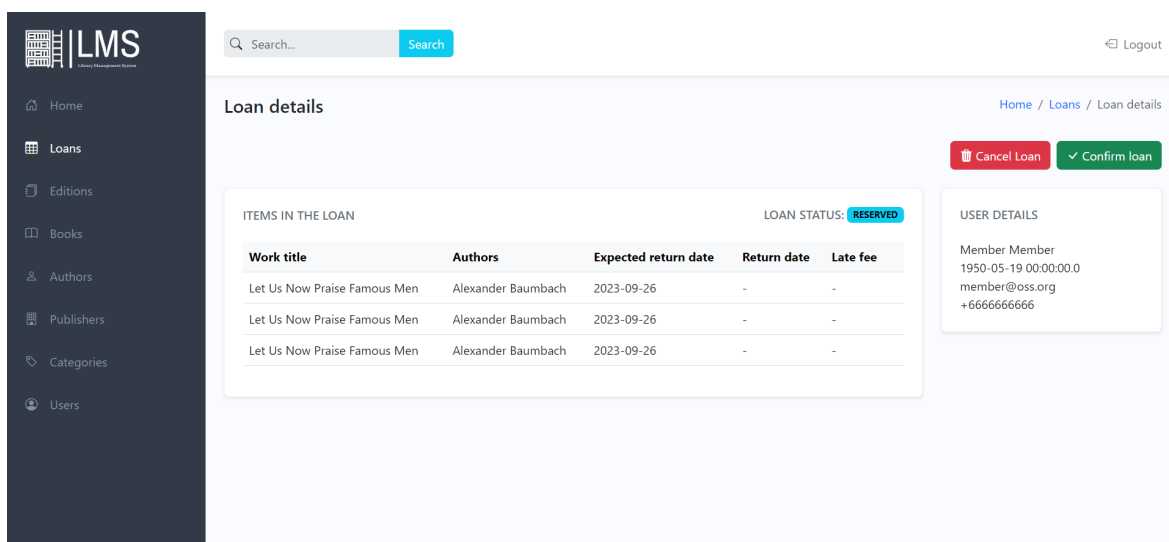 LMS
Library Management System
Search...
Search
Logout
Home
Loans
Editions
Books
Authors
Publishers
Categories
Users
Loan details
Home / Loans / Loan details
Cancel Loan
Confirm loan
ITEMS IN THE LOAN
LOAN STATUS: RESERVED
Work title Authors Expected return date Return date Late fee
Let Us Now Praise Famous Men Alexander Baumbach 2023-09-26 - -
Let Us Now Praise Famous Men Alexander Baumbach 2023-09-26 - -
Let Us Now Praise Famous Men Alexander Baumbach 2023-09-26 - -
USER DETAILS
Member Member
1950-05-19 00:00:00.0
member@oss.org
+6666666666